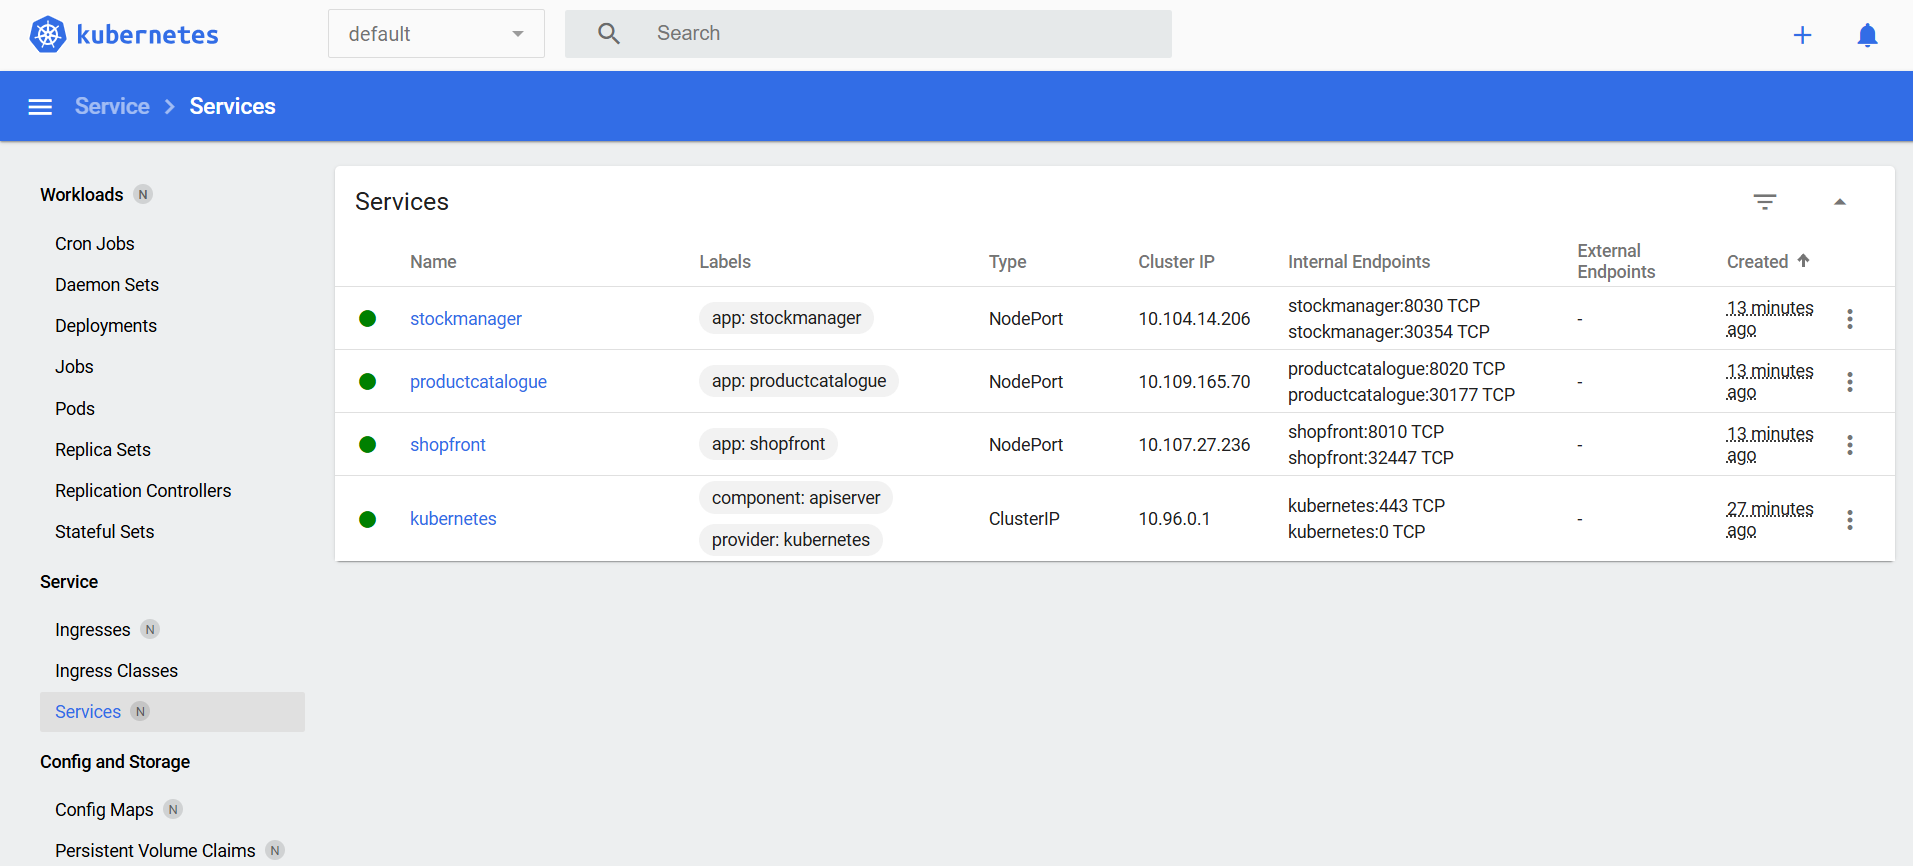 kubernetes
default
Search
Service
Services
Workloads N
Cron Jobs
Daemon Sets
Deployments
Jobs
Pods
Replica Sets
Replication Controllers
Stateful Sets
Service
Ingresses N
Ingress Classes
Services N
Config and Storage
Config Maps N
Persistent Volume Claims N
Services
Name Labels Type Cluster IP Internal Endpoints External Endpoints Created
stockmanager app: stockmanager NodePort 10.104.14.206 stockmanager:8030 TCP - 13 minutes
stockmanager:30354 TCP ago
productcatalogue app: productcatalogue NodePort 10.109.165.70 productcatalogue:8020 TCP - 13 minutes
productcatalogue:30177 TCP ago
shopfront app: shopfront NodePort 10.107.27.236 shopfront:8010 TCP - 13 minutes
shopfront:32447 TCP ago
kubernetes component: apiserver ClusterIP 10.96.0.1 kubernetes:443 TCP - 27 minutes
provider: kubernetes kubernetes:0 TCP ago